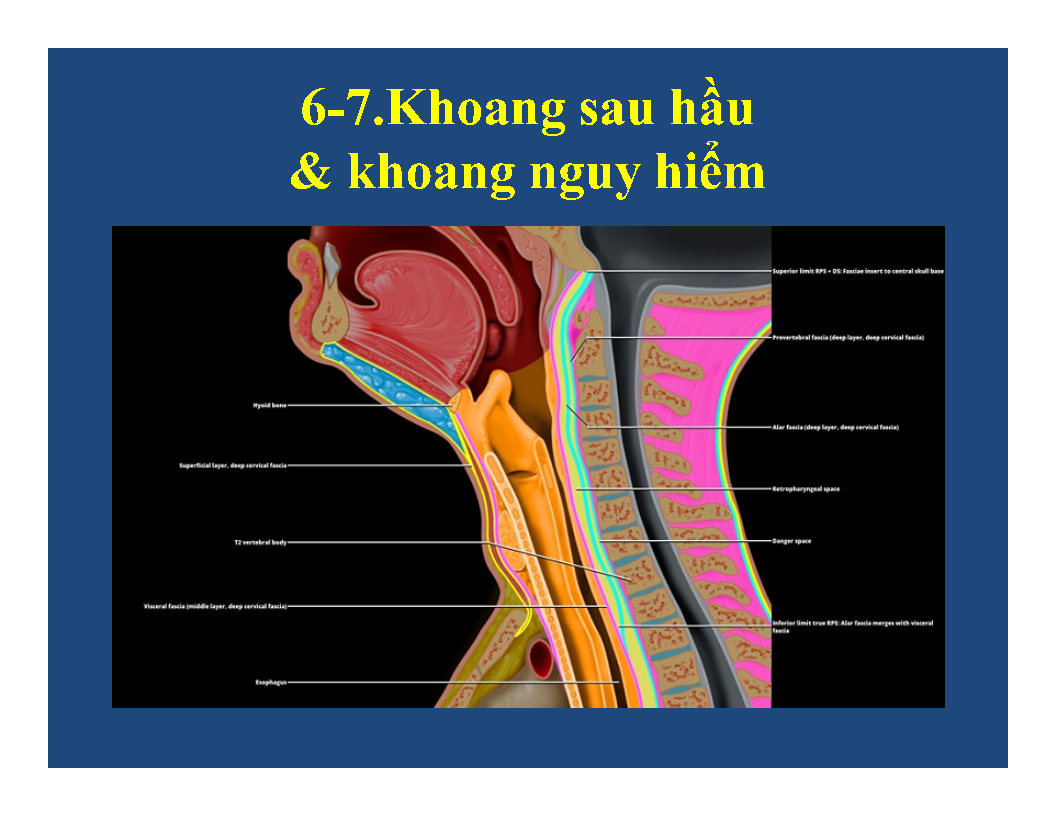 6-7.Khoang sau hầu
& khoang nguy hiểm
Superior limit RPS + DS: Fasciae insert to central skull base
Prevertebral fascia (deep layer, deep cervical fascia)
Hyoid bone
Alar fascia (deep layer, deep cervical fascia)
Superficial layer, deep cervical fascia
Retropharyngeal space
T2 vertebral body
Danger space
Visceral fascia (middle layer, deep cervical fascia)
Inferior limit true RPS: Alar fascia merges with visceral
fascia
Esophagus